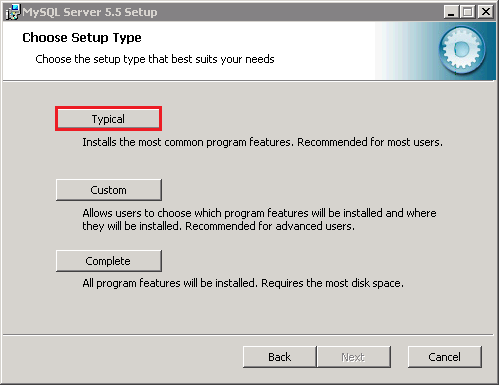 MySQL Server 5.5 Setup
Choose Setup Type
Choose the setup type that best suits your needs
Typical
Installs the most common program features. Recommended for most users.
Custom
Allows users to choose which program features will be installed and where
they will be installed. Recommended for advanced users.
Complete
All program features will be installed. Requires the most disk space.
Back
Next
Cancel